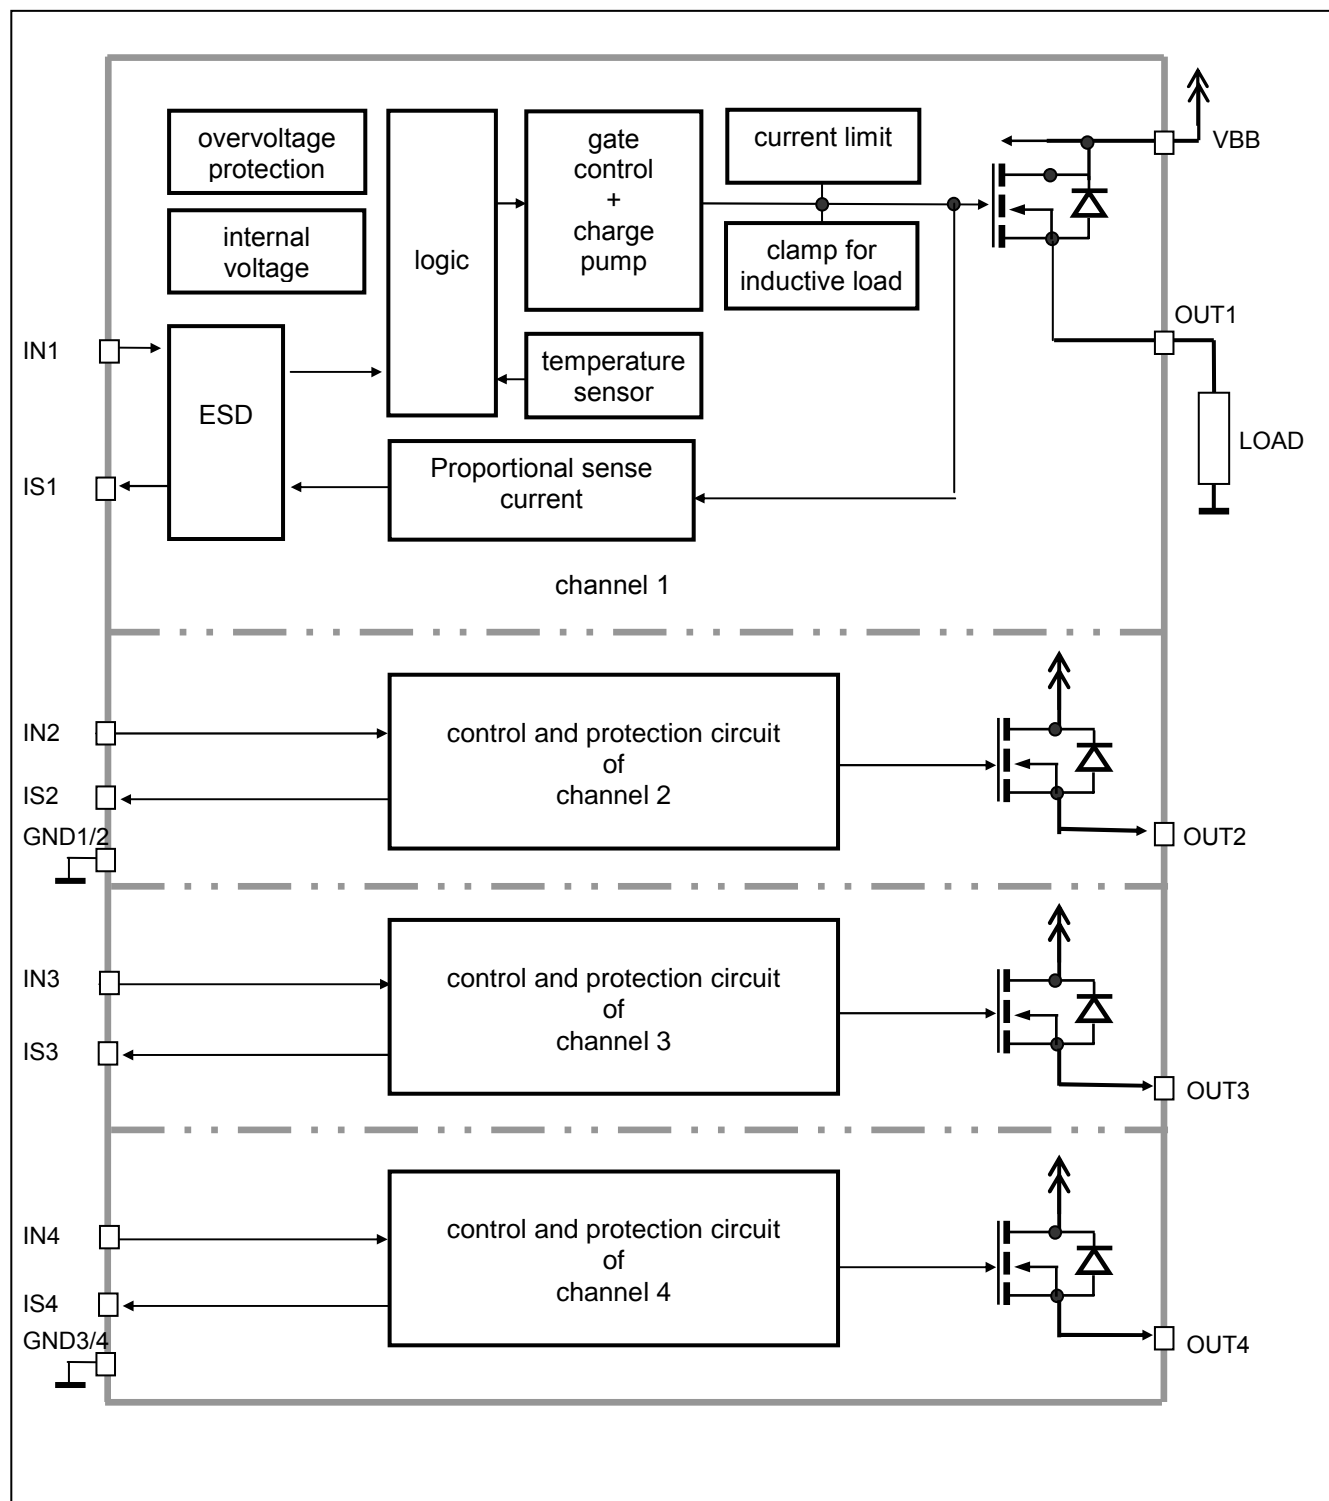 overvoltage
protection
internal
voltage
logic
gate
control
+
charge
pump
current limit
clamp for
inductive load
VBB
OUT1
IN1
ESD
temperature
sensor
LOAD
IS1
Proportional sense
current
channel 1
IN2
control and protection circuit
of
channel 2
IS2
GND1/2
OUT2
IN3
control and protection circuit
of
channel 3
IS3
OUT3
IN4
control and protection circuit
of
channel 4
IS4
GND3/4
OUT4